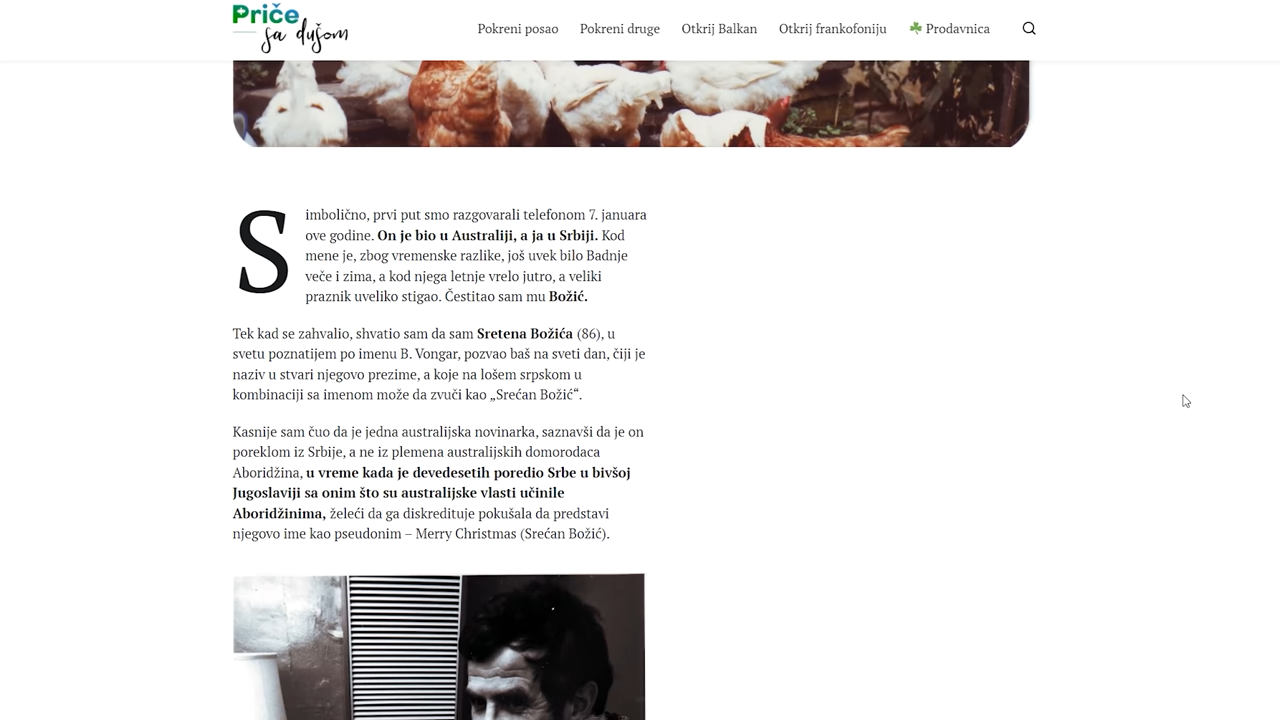 Priče
sa dušom
Pokreni posao
Pokreni druge
Otkrij Balkan
Otkrij frankofoniju
Prodavnica
Simbolično, prvi put smo razgovarali telefonom 7. januara
ove godine. On je bio u Australiji, a ja u Srbiji. Kod
mene je, zbog vremenske razlike, još uvek bilo Badnje
veče i zima, a kod njega letnje vrelo jutro, a veliki
praznik uveliko stigao. Čestitao sam mu Božić.
Tek kad se zahvalio, shvatio sam da sam Sretena Božića (86), u
svetu poznatijem po imenu B. Vongar, pozvao baš na sveti dan, čiji je
naziv u stvari njegovo prezime, a koje na lošem srpskom u
kombinaciji sa imenom može da zvuči kao „Srećan Božić“.
Kasnije sam čuo da je jedna australijska novinarka, saznavši da je on
poreklom iz Srbije, a ne iz plemena australijskih domorodaca
Aboridžina, u vreme kada je devedesetih poredio Srbe u bivšoj
Jugoslaviji sa onim što su australijske vlasti učinile
Aboridžinima, želeći da ga diskredituje pokušala da predstavi
njegovo ime kao pseudonim – Merry Christmas (Srećan Božić).